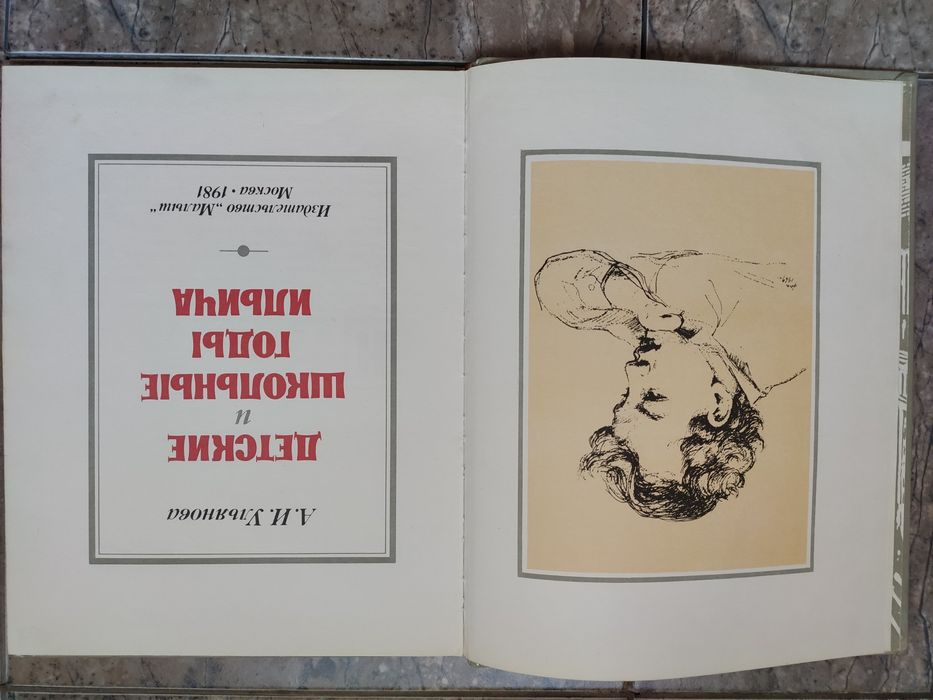 А. И. Ульянова
ДЕТСКИЕ
и
ШКОЛЬНЫЕ
ГОДЫ
ИЛЬИЧА
Издательство „Малыш“
Москва • 1981